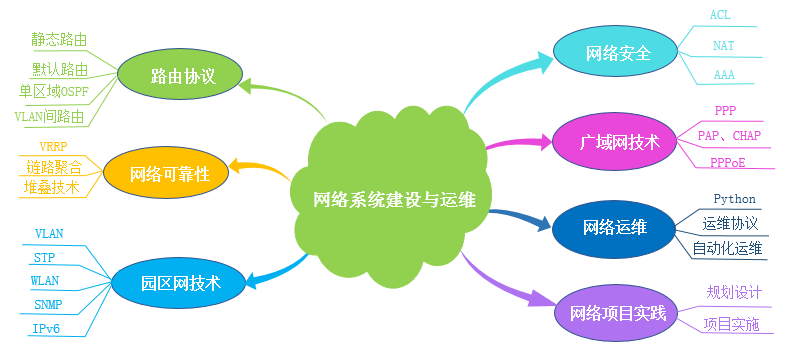 网络系统建设与运维
路由协议
静态路由
默认路由
单区域OSPF
VLAN间路由
网络可靠性
VRRP
链路聚合
堆叠技术
园区网技术
VLAN
STP
WLAN
SNMP
IPv6
网络安全
ACL
NAT
AAA
广域网技术
PPP
PAP、CHAP
PPPoE
网络运维
Python
运维协议
自动化运维
网络项目实践
规划设计
项目实施